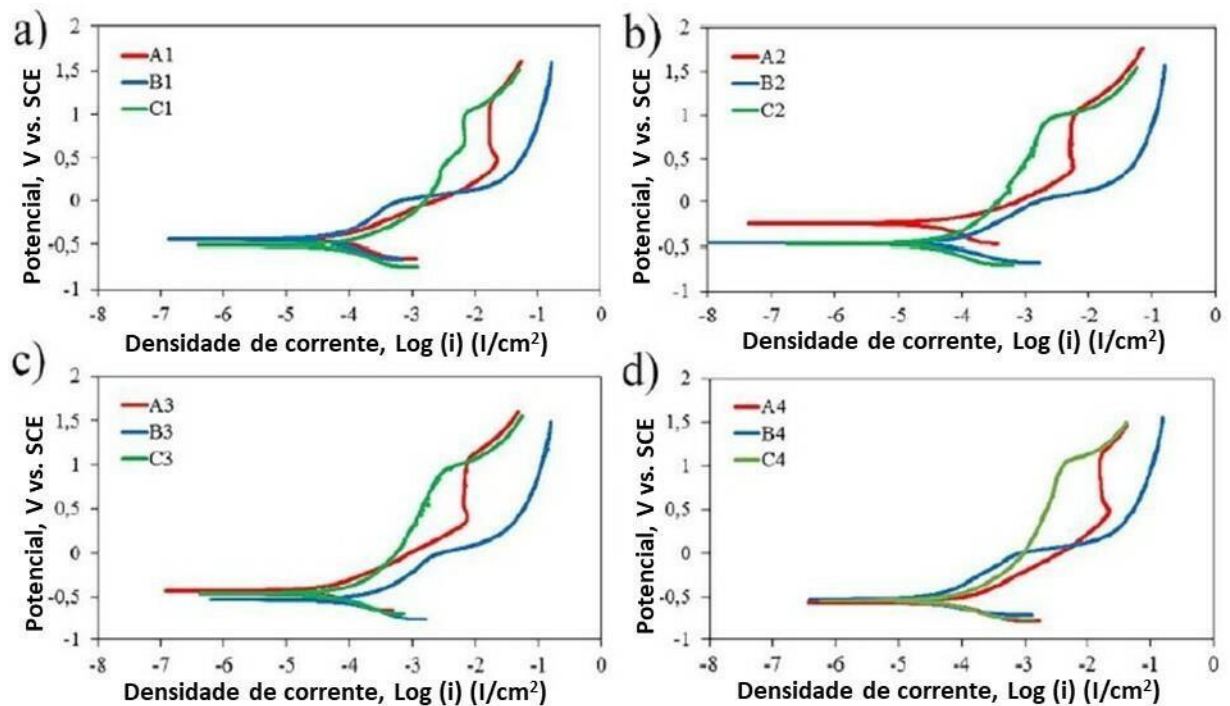 a)
2
1,5
1
0,5
0
-0,5
-1
A1
B1
C1
Potencial, V vs. SCE
-8 -7 -6 -5 -4 -3 -2 -1 0
Densidade de corrente, Log (i) (I/cm²)
b)
2
1,5
1
0,5
0
-0,5
-1
A2
B2
C2
Potencial, V vs. SCE
-8 -7 -6 -5 -4 -3 -2 -1 0
Densidade de corrente, Log (i) (I/cm²)
c)
2
1,5
1
0,5
0
-0,5
-1
A3
B3
C3
Potencial, V vs. SCE
-8 -7 -6 -5 -4 -3 -2 -1 0
Densidade de corrente, Log (i) (I/cm²)
d)
2
1,5
1
0,5
0
-0,5
-1
A4
B4
C4
Potencial, V vs. SCE
-8 -7 -6 -5 -4 -3 -2 -1 0
Densidade de corrente, Log (i) (I/cm²)